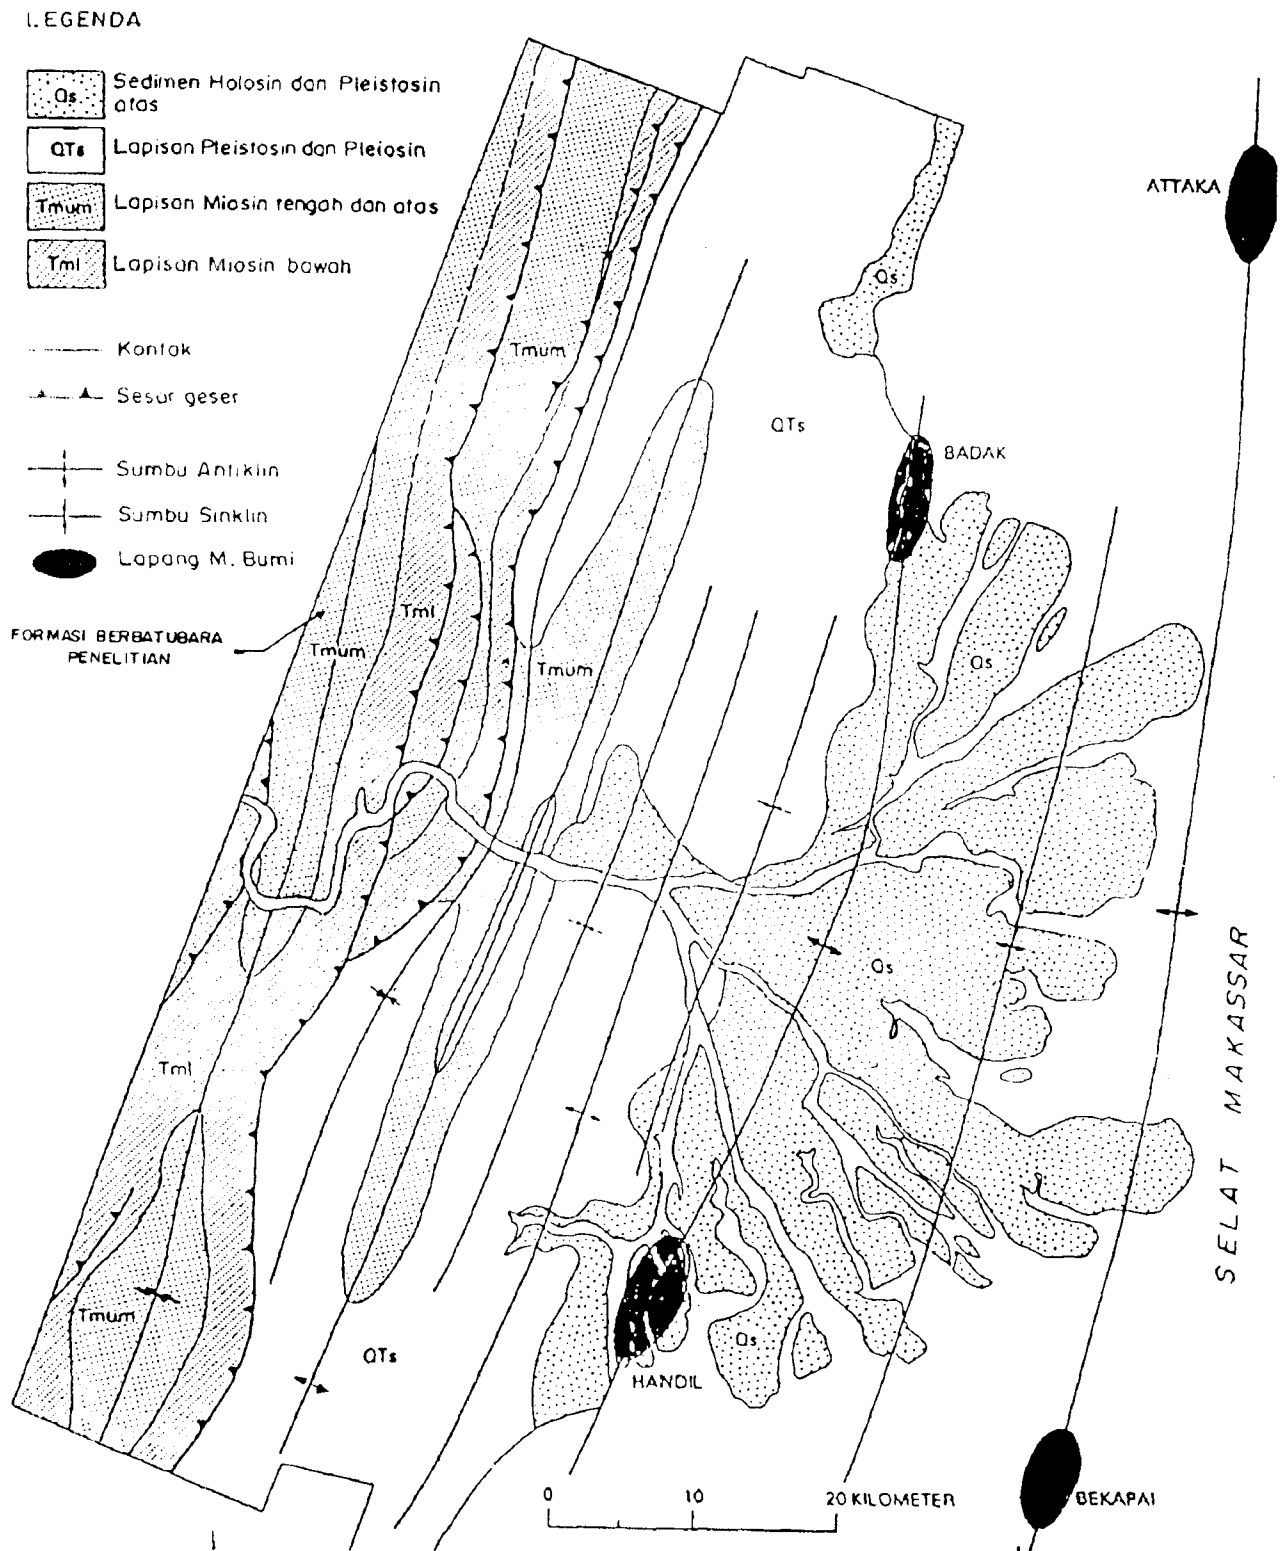 LEGENDA
Qs
Sedimen Holosin dan Pleistosin
atas
QTs
Lapisan Pleistosin dan Pleiosin
Tmum
Lapisan Miosin tengah dan atas
Tml
Lapisan Miosin bawah
Kontak
Sesar geser
Sumbu Antiklin
Sumbu Sinklin
Lapang M. Bumi
FORMASI BERBATUBARA
PENELITIAN
ATTAKA
Qs
Tmum
QTs
BADAK
Tml
Tmum
Tmum
Qs
Qs
SELAT MAKASSAR
Tml
Tmum
QTs
Qs
HANDIL
0 10 20 KILOMETER
BEKAPAI